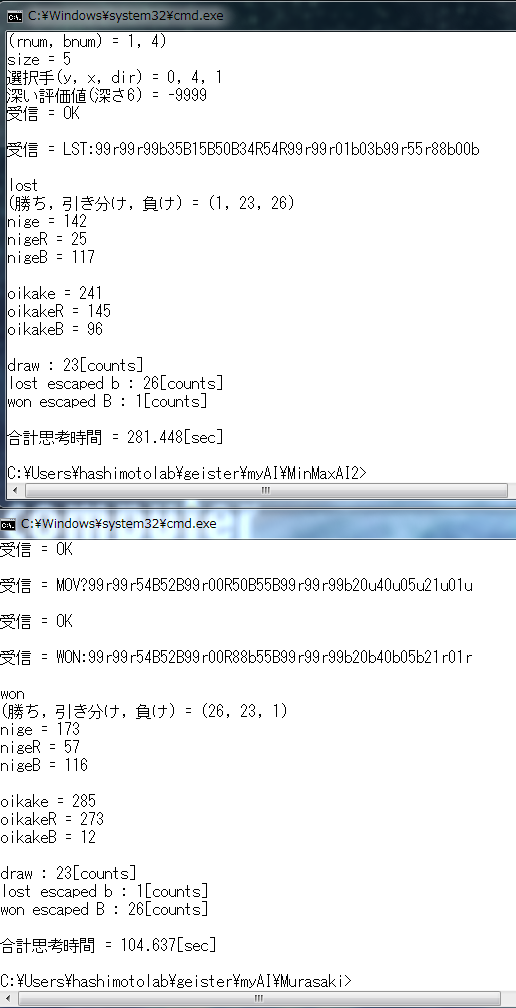 C:¥Windows¥system32¥cmd.exe
(rnum, bnum) = 1, 4)
size = 5
選択手(y, x, dir) = 0, 4, 1
深い評価値(深さ6) = -9999
受信 = OK
受信 = LST:99r99r99b35B15B50B34R54R99r99r01b03b99r55r88b00b
lost
(勝ち, 引き分け, 負け) = (1, 23, 26)
nige = 142
nigeR = 25
nigeB = 117
oikake = 241
oikakeR = 145
oikakeB = 96
draw : 23[counts]
lost escaped b : 26[counts]
won escaped B : 1[counts]
合計思考時間 = 281.448[sec]
C:¥Users¥hashimotolab¥geister¥myAI¥MinMaxAI2>
computer
C:¥Windows¥system32¥cmd.exe
受信 = OK
受信 = MOV?99r99r54B52B99r00R50B55B99r99r99b20u40u05u21u01u
受信 = OK
受信 = WON:99r99r54B52B99r00R88b55B99r99r99b20b40b05b21r01r
won
(勝ち, 引き分け, 負け) = (26, 23, 1)
nige = 173
nigeR = 57
nigeB = 116
oikake = 285
oikakeR = 273
oikakeB = 12
draw : 23[counts]
lost escaped b : 1[counts]
won escaped B : 26[counts]
合計思考時間 = 104.637[sec]
C:¥Users¥hashimotolab¥geister¥myAI¥Murasaki>